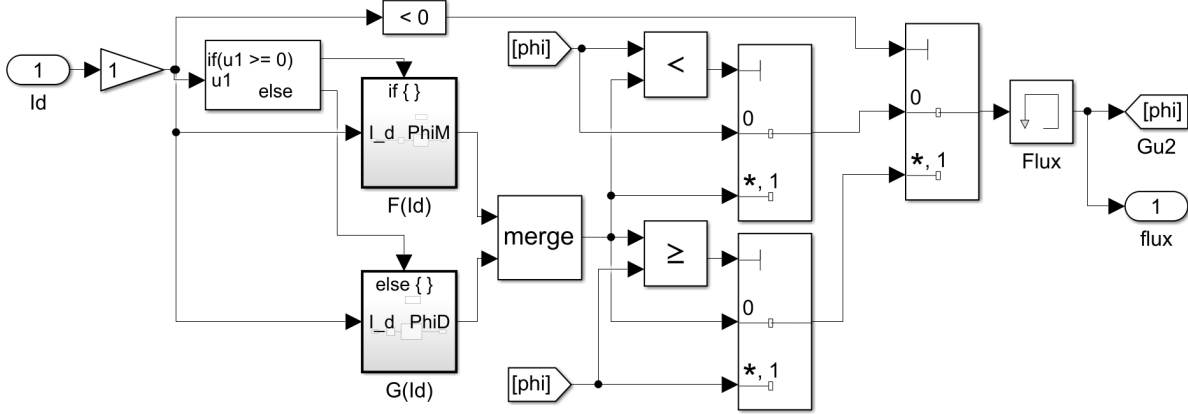 1
Id
1
< 0
if(u1 >= 0)
u1
else
if { }
I_d PhiM
F(Id)
else { }
I_d PhiD
G(Id)
merge
[phi]
<
0
*, 1
≥
0
*, 1
[phi]
0
*, 1
Flux
[phi]
Gu2
1
flux